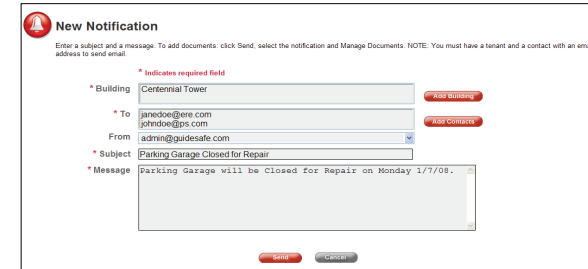 New Notification
Enter a subject and a message. To add documents: click Send, select the notification and Manage Documents. NOTE: You must have a tenant and a contact with an
address to send email.
* Indicates required field
* Building Centennial Tower
Add Building
* To janedoe@ere.com
johndoe@ps.com
Add Contacts
From admin@guidesafe.com
* Subject Parking Garage Closed for Repair
* Message Parking Garage will be Closed for Repair on Monday 1/7/08.
Send Cancel